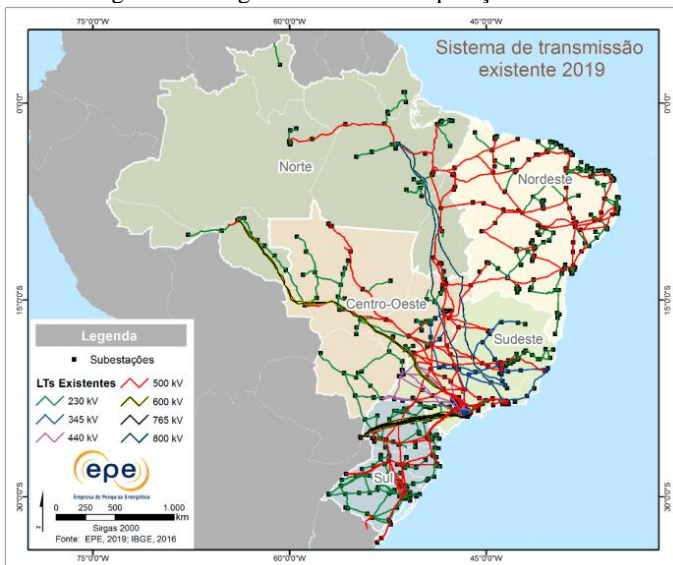 75°0'0"W
60°0'0"W
45°0'0"W
Sistema de transmissão
existente 2019
0°0'0"
0°0'0"
Norte
Nordeste
15°0'0"S
15°0'0"S
Centro-Oeste
Sudeste
Sul
30°0'0"S
30°0'0"S
Legenda
Subestações
LTs Existentes
230 kV
345 kV
440 kV
500 kV
600 kV
765 kV
800 kV
epe
Empresa de Pesquisa Energética
0 250 500 1.000
km
Sirgas 2000
Fonte: EPE, 2019; IBGE, 2016
75°0'0"W
60°0'0"W
45°0'0"W